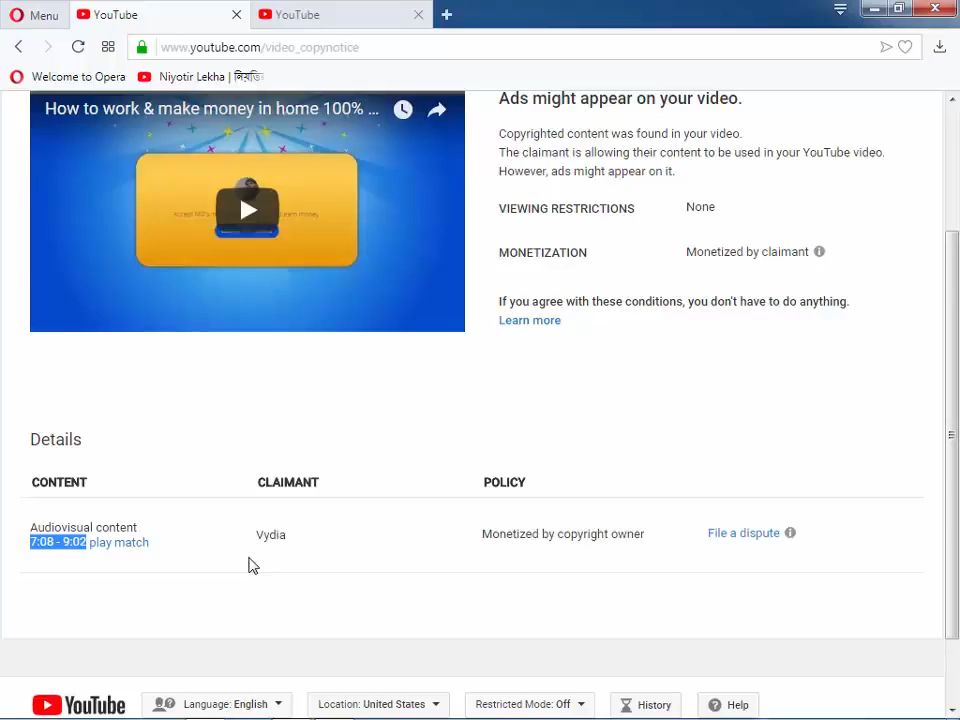 Menu
YouTube
YouTube
www.youtube.com/video_copynotice
Welcome to Opera
Niyotir Lekha |
How to work & make money in home 100% ...
Ads might appear on your video.
Copyrighted content was found in your video.
The claimant is allowing their content to be used in your YouTube video.
However, ads might appear on it.
VIEWING RESTRICTIONS
None
MONETIZATION
Monetized by claimant
If you agree with these conditions, you don't have to do anything.
Learn more
Details
CONTENT
CLAIMANT
POLICY
Audiovisual content
7:08 - 9:02 play match
Vydia
Monetized by copyright owner
File a dispute
YouTube
Language: English
Location: United States
Restricted Mode: Off
History
Help